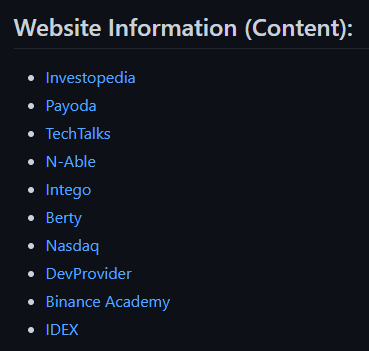 Website Information (Content):
Investopedia
Payoda
TechTalks
N-Able
Intego
Berty
Nasdaq
DevProvider
Binance Academy
IDEX